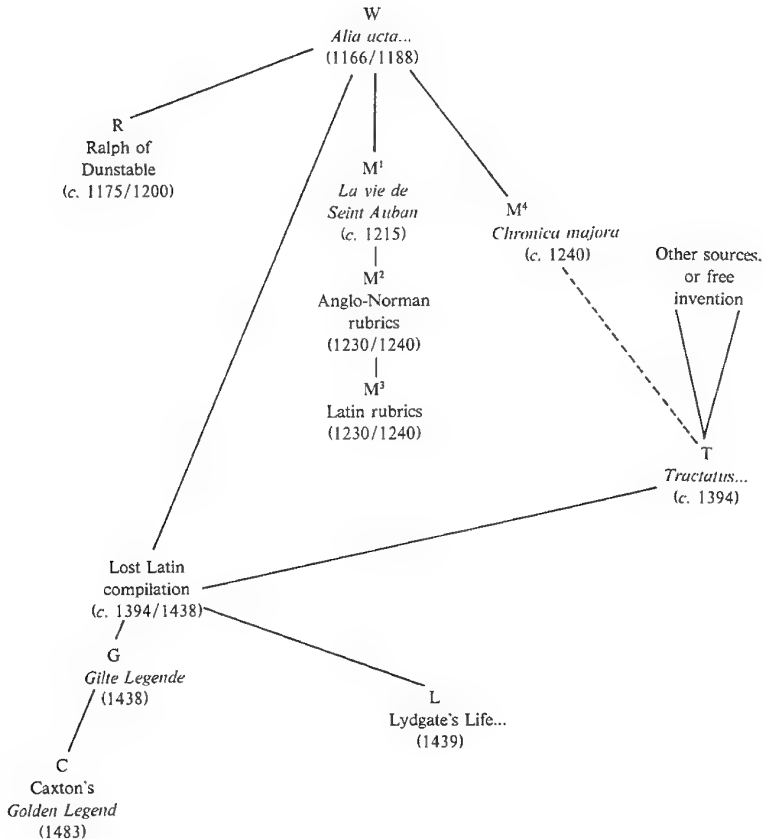 W
Alia acta...
(1166/1188)
R
Ralph of
Dunstable
(c. 1175/1200)
M¹
La vie de
Seint Auban
(c. 1215)
M²
Anglo-Norman
rubrics
(1230/1240)
M³
Latin rubrics
(1230/1240)
M⁴
Chronica majora
(c. 1240)
Other sources,
or free
invention
T
Tractatus...
(c. 1394)
Lost Latin
compilation
(c. 1394/1438)
G
Gilte Legende
(1438)
L
Lydgate's Life...
(1439)
C
Caxton's
Golden Legend
(1483)